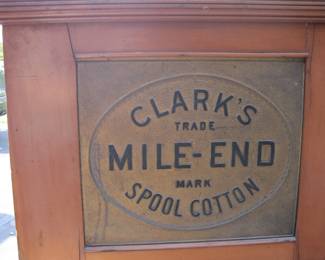 CLARK'S
TRADE
MILE-END
MARK
SPOOL COTTON